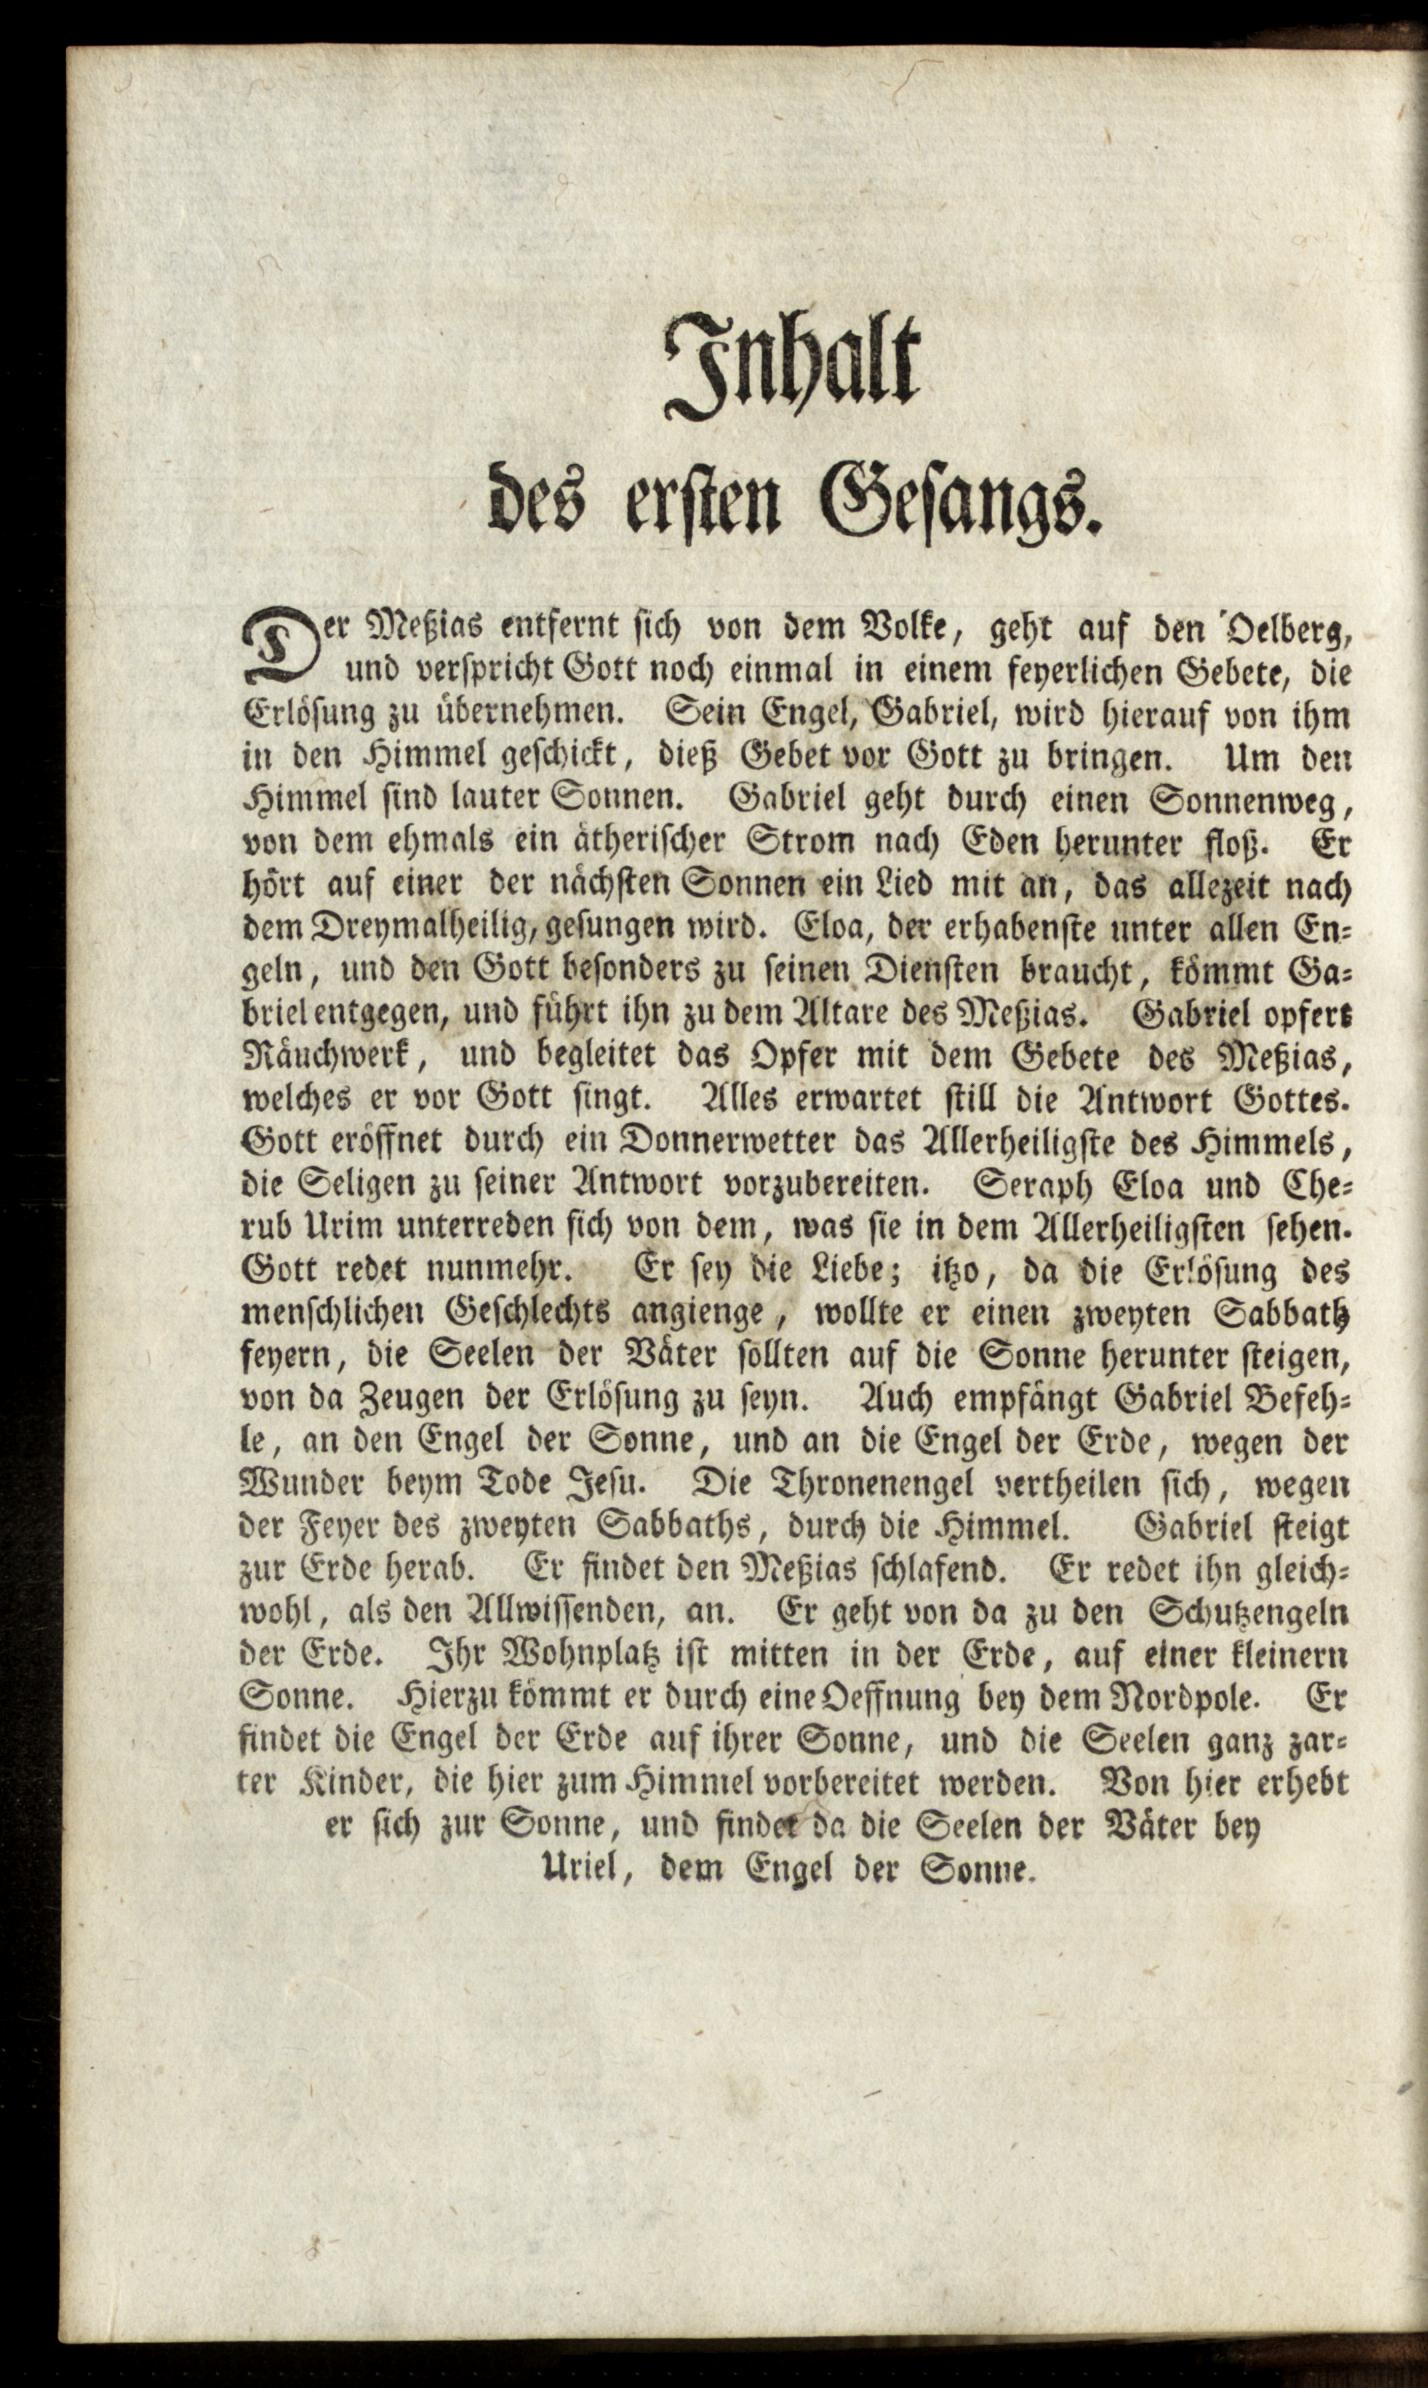 Inhalt
des ersten Gesangs.
Der Meßias entfernt sich von dem Volke, geht auf den Oelberg,
und verspricht Gott noch einmal in einem feyerlichen Gebete, die
Erlösung zu übernehmen. Sein Engel, Gabriel, wird hierauf von ihm
in den Himmel geschickt, dieß Gebet vor Gott zu bringen. Um den
Himmel sind lauter Sonnen. Gabriel geht durch einen Sonnenweg,
von dem ehmals ein ätherischer Strom nach Eden herunter floß. Er
hört auf einer der nächsten Sonnen ein Lied mit an, das allezeit nach
dem Dreymalheilig, gesungen wird. Eloa, der erhabenste unter allen En-
geln, und den Gott besonders zu seinen Diensten braucht, kömmt Ga-
briel entgegen, und führt ihn zu dem Altare des Meßias. Gabriel opfert
Räuchwerk, und begleitet das Opfer mit dem Gebete des Meßias,
welches er vor Gott singt. Alles erwartet still die Antwort Gottes.
Gott eröffnet durch ein Donnerwetter das Allerheiligste des Himmels,
die Seligen zu seiner Antwort vorzubereiten. Seraph Eloa und Che-
rub Urim unterreden sich von dem, was sie in dem Allerheiligsten sehen.
Gott redet nunmehr. Er sey die Liebe; itzo, da die Erlösung des
menschlichen Geschlechts angienge, wollte er einen zweyten Sabbath
feyern, die Seelen der Väter sollten auf die Sonne herunter steigen,
von da Zeugen der Erlösung zu seyn. Auch empfängt Gabriel Befeh-
le, an den Engel der Sonne, und an die Engel der Erde, wegen der
Wunder beym Tode Jesu. Die Thronenengel vertheilen sich, wegen
der Feyer des zweyten Sabbaths, durch die Himmel. Gabriel steigt
zur Erde herab. Er findet den Meßias schlafend. Er redet ihn gleich-
wohl, als den Allwissenden, an. Er geht von da zu den Schutzengeln
der Erde. Ihr Wohnplatz ist mitten in der Erde, auf einer kleinern
Sonne. Hierzu kömmt er durch eine Oeffnung bey dem Nordpole. Er
findet die Engel der Erde auf ihrer Sonne, und die Seelen ganz zar-
ter Kinder, die hier zum Himmel vorbereitet werden. Von hier erhebt
er sich zur Sonne, und findet da die Seelen der Väter bey
Uriel, dem Engel der Sonne.